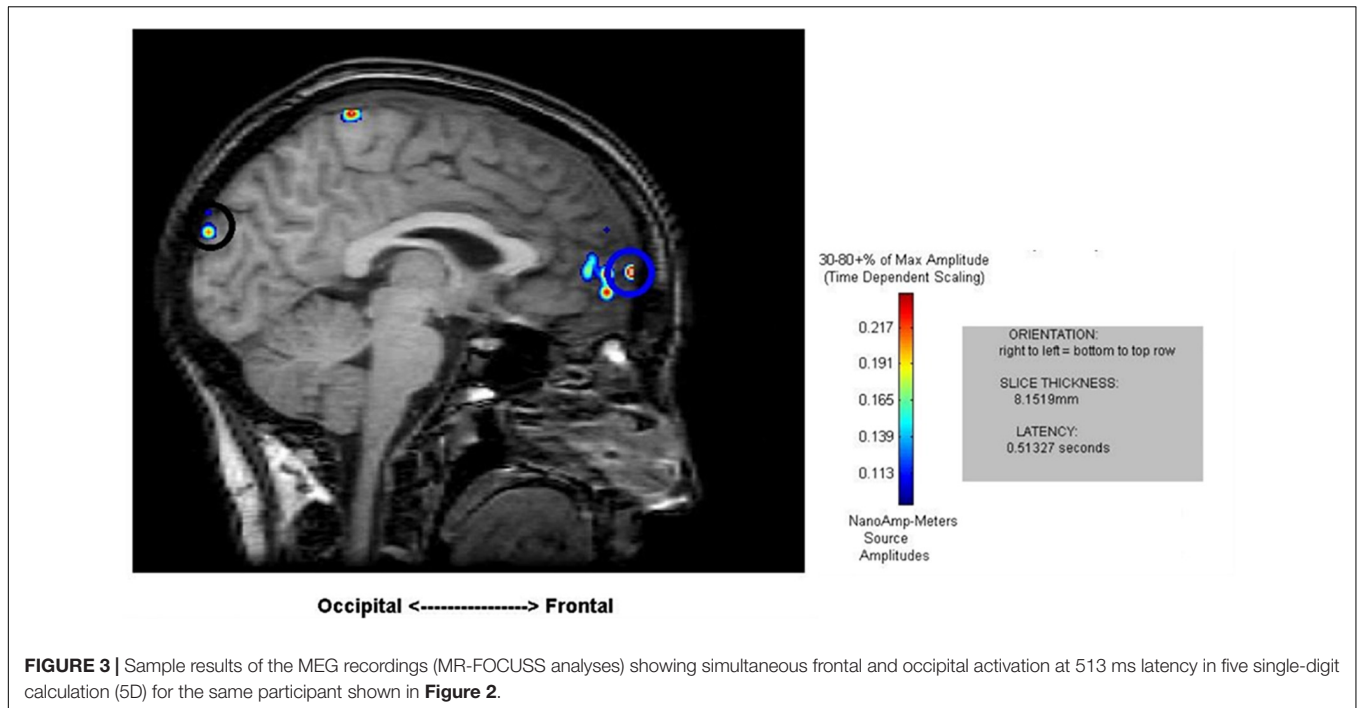 30-80+% of Max Amplitude
(Time Dependent Scaling)
0.217
0.191
0.165
0.139
0.113
NanoAmp-Meters
Source
Amplitudes
ORIENTATION:
right to left = bottom to top row
SLICE THICKNESS:
8.1519mm
LATENCY:
0.51327 seconds
Occipital <----------------> Frontal
FIGURE 3 | Sample results of the MEG recordings (MR-FOCUSS analyses) showing simultaneous frontal and occipital activation at 513 ms latency in five single-digit
calculation (5D) for the same participant shown in Figure 2.